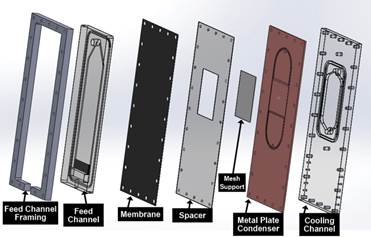 Feed Channel
Framing
Feed
Channel
Membrane
Spacer
Mesh
Support
Metal Plate
Condenser
Cooling
Channel